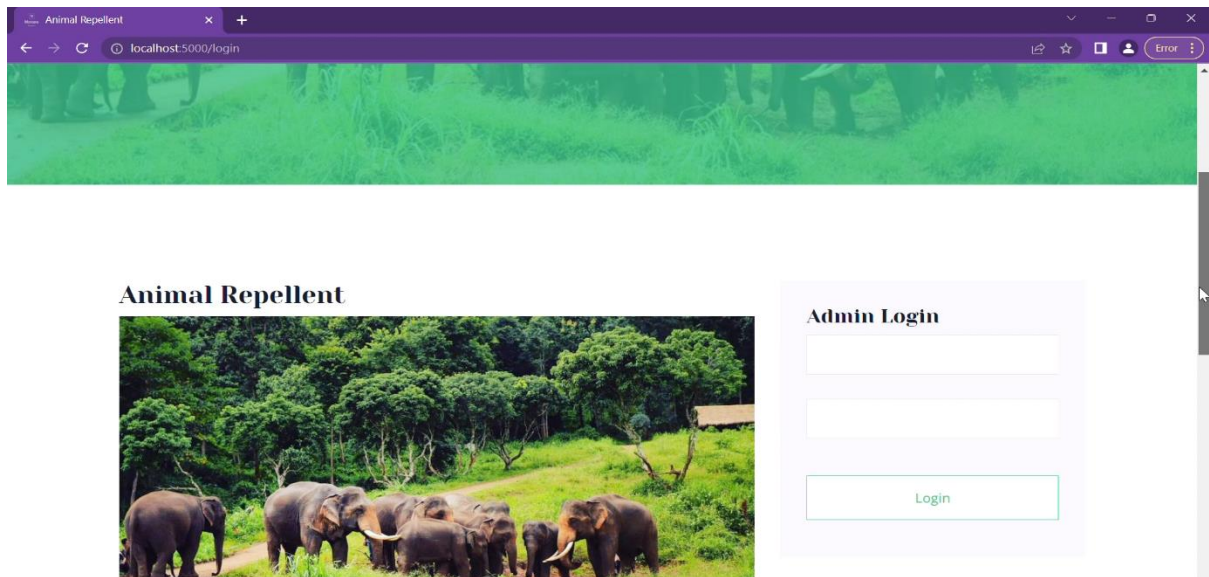 Animal Repellent
localhost:5000/login
Error
Animal Repellent
Admin Login
Login